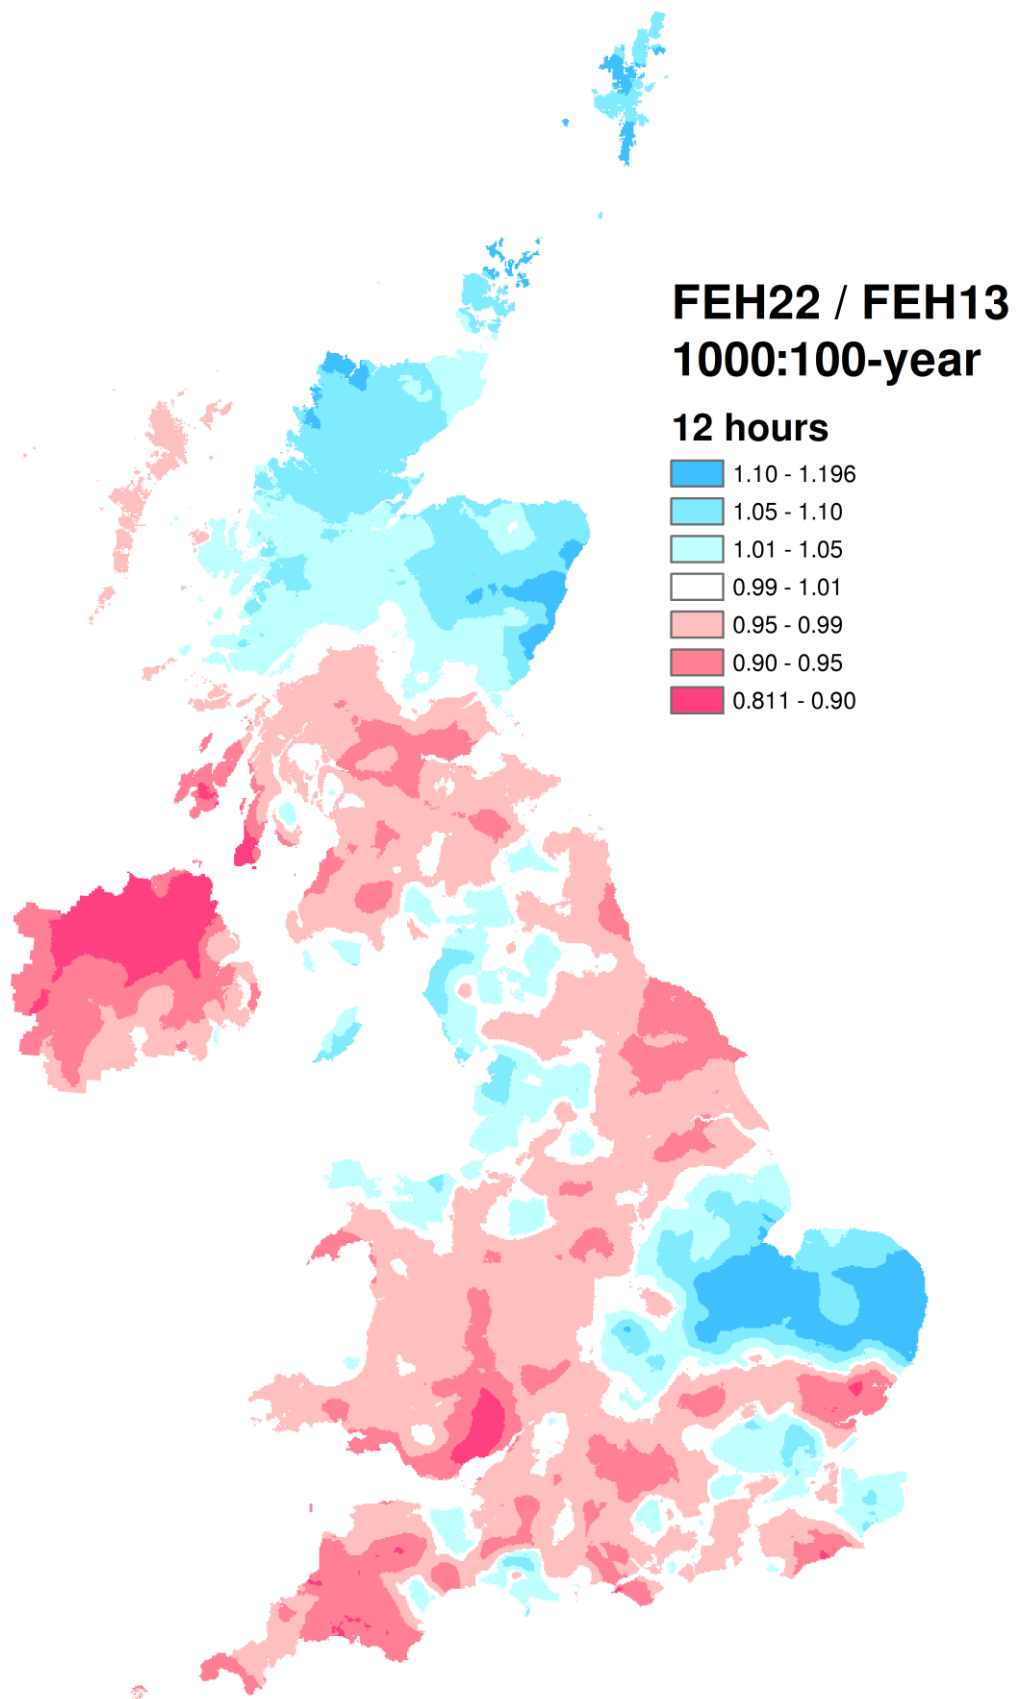 FEH22 / FEH13
1000:100-year
12 hours
1.10 - 1.196
1.05 - 1.10
1.01 - 1.05
0.99 - 1.01
0.95 - 0.99
0.90 - 0.95
0.811 - 0.90